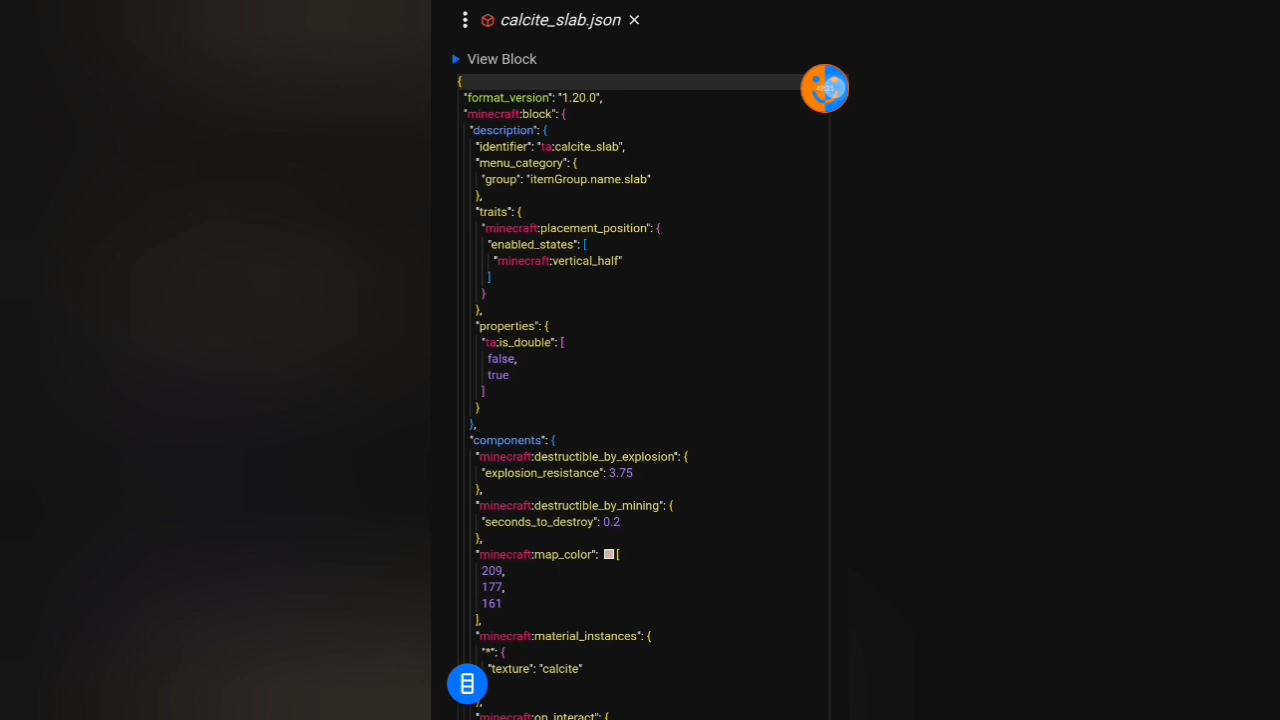 calcite_slab.json ×
View Block
{
"format_version": "1.20.0",
"minecraft:block": {
"description": {
"identifier": "ta:calcite_slab",
"menu_category": {
"group": "itemGroup.name.slab"
},
"traits": {
"minecraft:placement_position": {
"enabled_states": [
"minecraft:vertical_half"
]
}
},
"properties": {
"ta:is_double": [
false,
true
]
}
},
"components": {
"minecraft:destructible_by_explosion": {
"explosion_resistance": 3.75
},
"minecraft:destructible_by_mining": {
"seconds_to_destroy": 0.2
},
"minecraft:map_color": [
209,
177,
161
],
"minecraft:material_instances": {
"*": {
"texture": "calcite"
},
"minecraft:on_interact": {